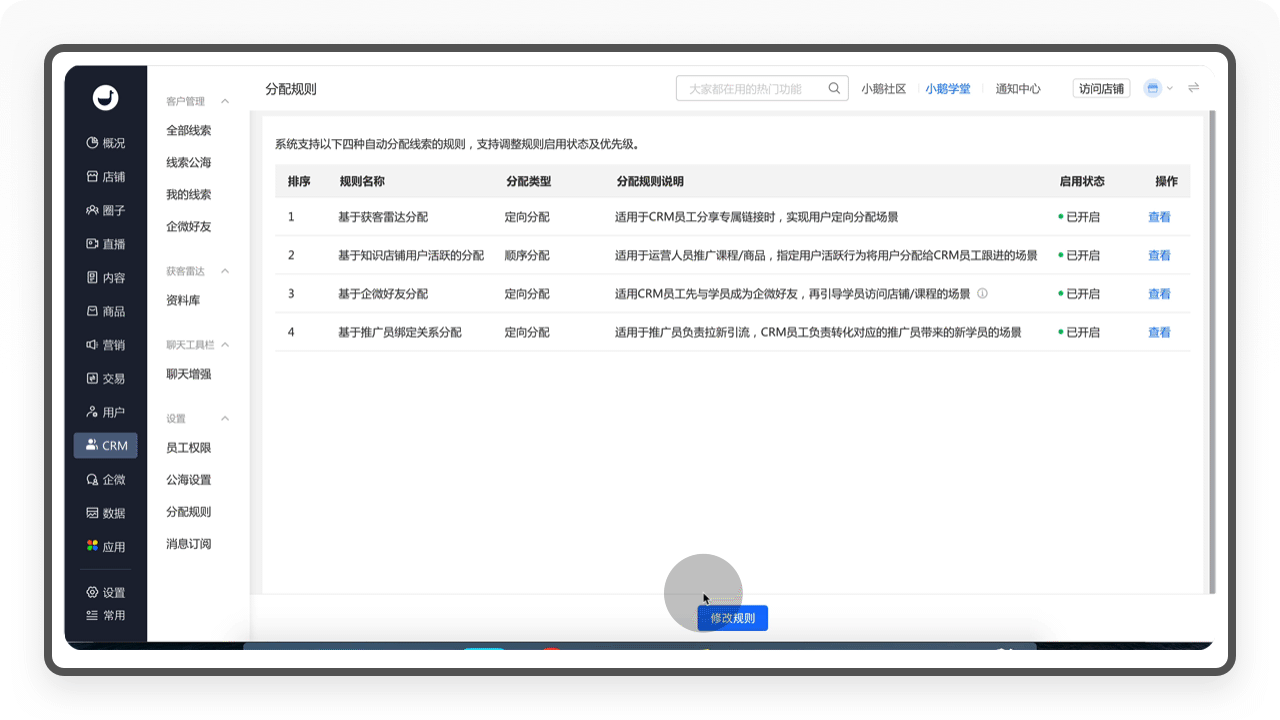 分配规则
大家都在用的热门功能
小鹅社区
小鹅学堂
通知中心
访问店铺
概况
店铺
圈子
直播
内容
商品
营销
交易
用户
CRM
企微
数据
应用
设置
常用
客户管理
全部线索
线索公海
我的线索
企微好友
获客雷达
资料库
聊天工具栏
聊天增强
设置
员工权限
公海设置
分配规则
消息订阅
系统支持以下四种自动分配线索的规则，支持调整规则启用状态及优先级。
排序 规则名称 分配类型 分配规则说明 启用状态 操作
1 基于获客雷达分配 定向分配 适用于CRM员工分享专属链接时，实现用户定向分配场景 已开启 查看
2 基于知识店铺用户活跃的分配 顺序分配 适用于运营人员推广课程/商品，指定用户活跃行为将用户分配给CRM员工跟进的场景 已开启 查看
3 基于企微好友分配 定向分配 适用CRM员工先与学员成为企微好友，再引导学员访问店铺/课程的场景 已开启 查看
4 基于推广员绑定关系分配 定向分配 适用于推广员负责拉新引流，CRM员工负责转化对应的推广员带来的新学员的场景 已开启 查看
修改规则